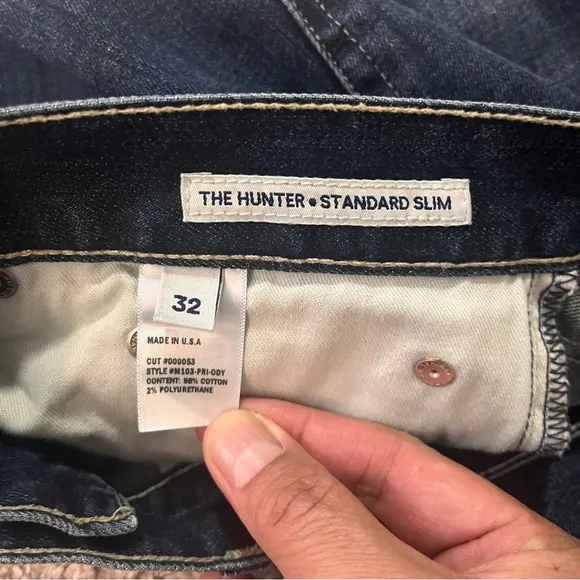 THE HUNTER • STANDARD SLIM
32
MADE IN U.S.A
CUT #000053
STYLE #M103-PRI-ODY
CONTENT: 98% COTTON
2% POLYURETHANE